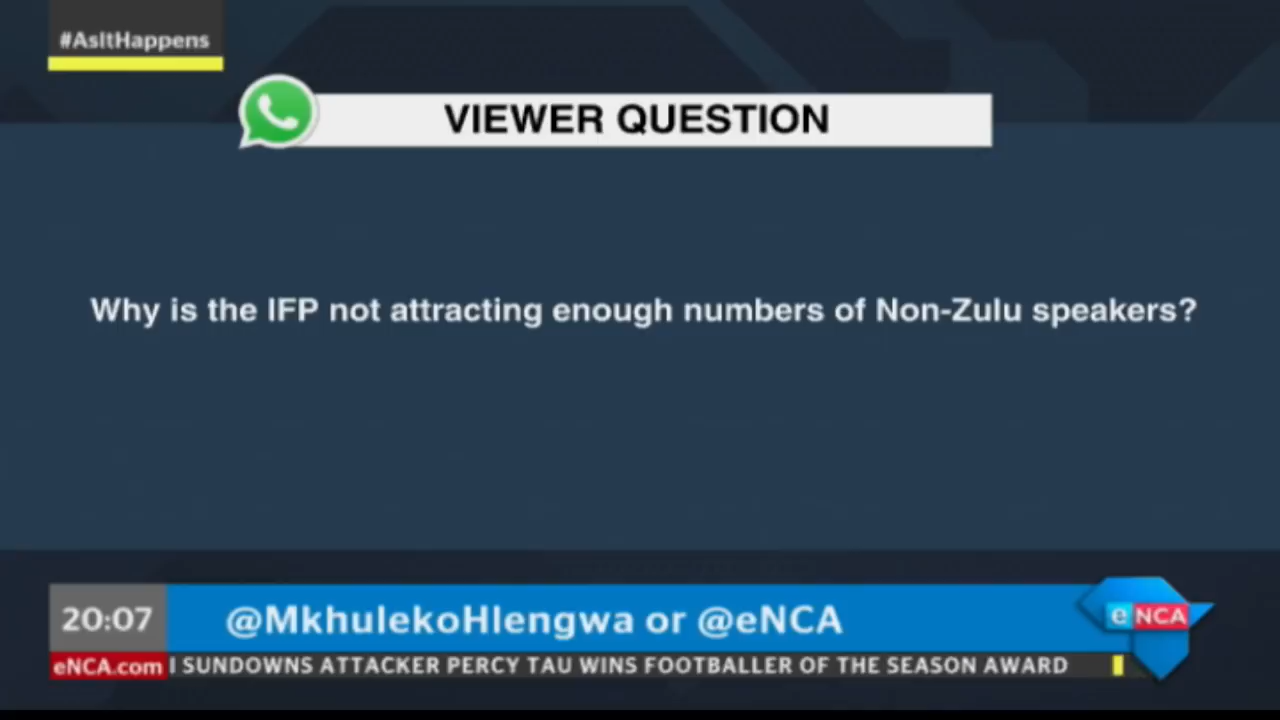 #AsItHappens
VIEWER QUESTION
Why is the IFP not attracting enough numbers of Non-Zulu speakers?
20:07 @MkhulekoHlengwa or @eNCA
eNCA
eNCA.com I SUNDOWNS ATTACKER PERCY TAU WINS FOOTBALLER OF THE SEASON AWARD